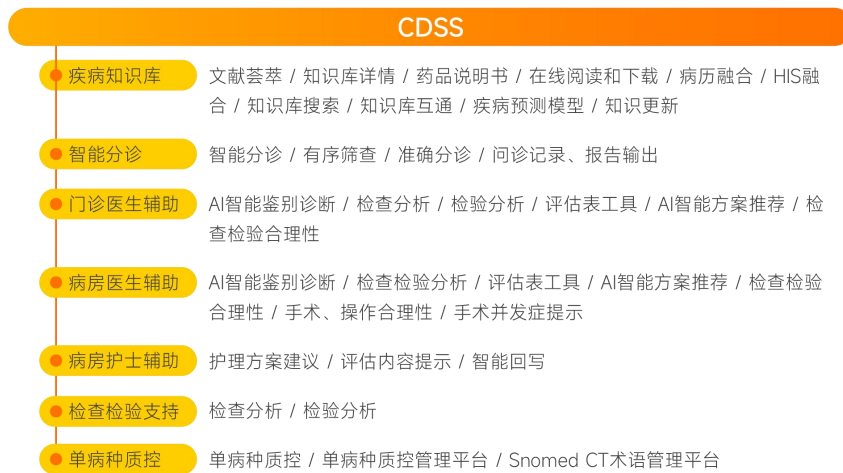 CDSS
疾病知识库
文献荟萃 / 知识库详情 / 药品说明书 / 在线阅读和下载 / 病历融合 / HIS融
合 / 知识库搜索 / 知识库互通 / 疾病预测模型 / 知识更新
智能分诊
智能分诊 / 有序筛查 / 准确分诊 / 问诊记录、报告输出
门诊医生辅助
AI智能鉴别诊断 / 检查分析 / 检验分析 / 评估表工具 / AI智能方案推荐 / 检
查检验合理性
病房医生辅助
AI智能鉴别诊断 / 检查检验分析 / 评估表工具 / AI智能方案推荐 / 检查检验
合理性 / 手术、操作合理性 / 手术并发症提示
病房护士辅助
护理方案建议 / 评估内容提示 / 智能回写
检查检验支持
检查分析 / 检验分析
单病种质控
单病种质控 / 单病种质控管理平台 / Snomed CT术语管理平台